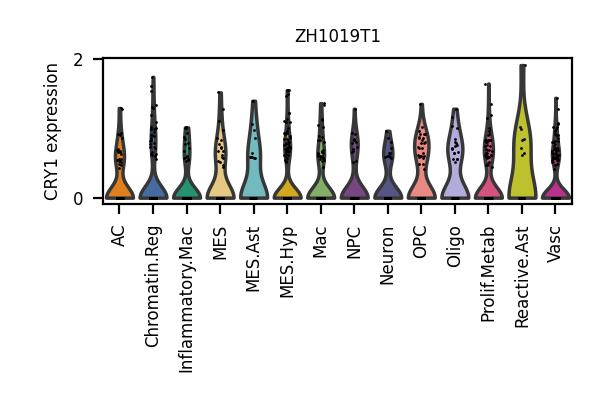 ZH1019T1
CRY1 expression
2
0
AC
Chromatin.Reg
Inflammatory.Mac
MES
MES.Ast
MES.Hyp
Mac
NPC
Neuron
OPC
Oligo
Prolif.Metab
Reactive.Ast
Vasc